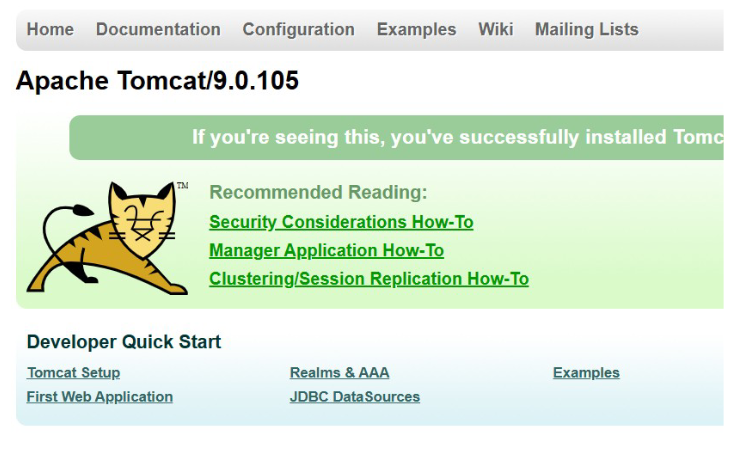 Home Documentation Configuration Examples Wiki Mailing Lists
Apache Tomcat/9.0.105
If you're seeing this, you've successfully installed Tomc
TM
Recommended Reading:
Security Considerations How-To
Manager Application How-To
Clustering/Session Replication How-To
Developer Quick Start
Tomcat Setup Realms & AAA Examples
First Web Application JDBC DataSources